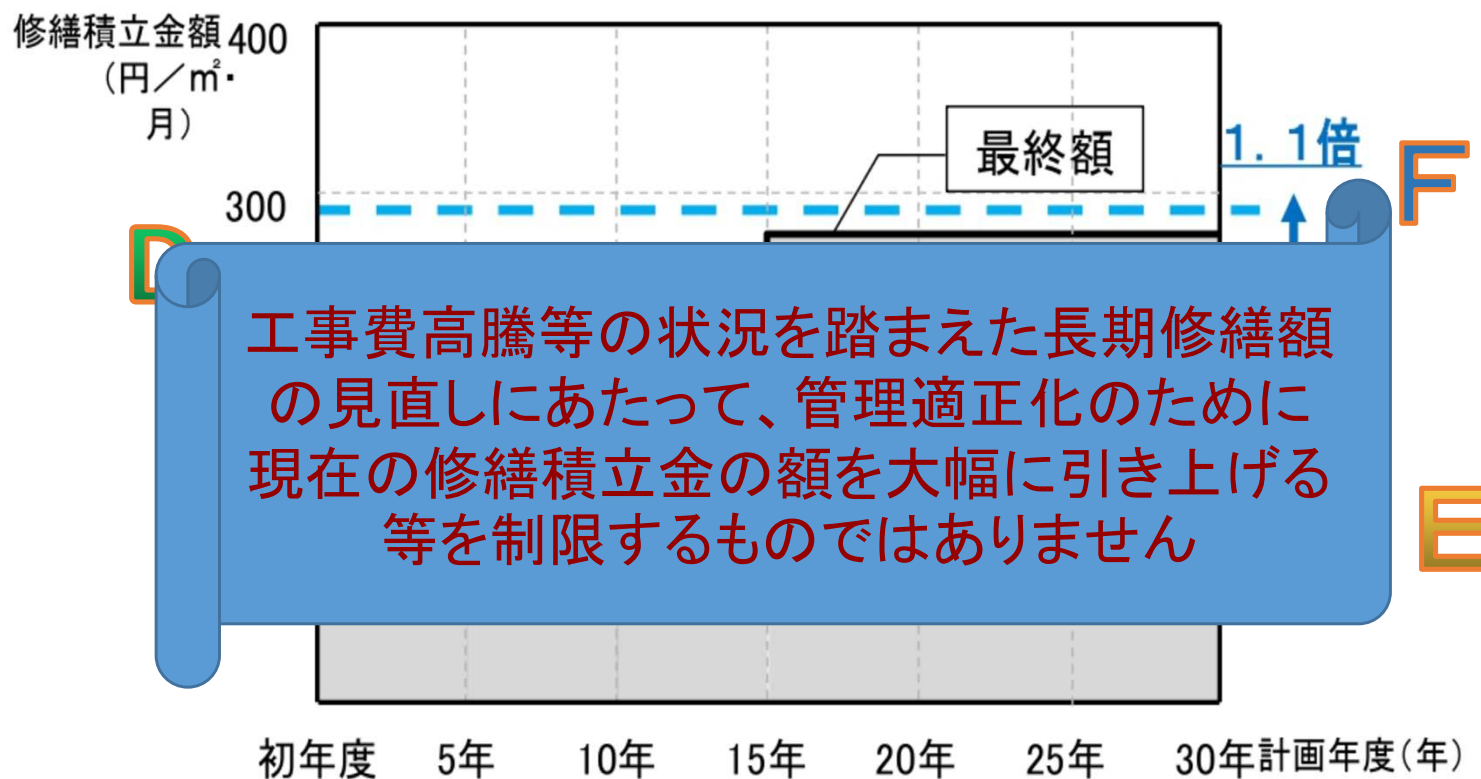 修繕積立金額
(円/㎡・
月)
400
300
最終額
1.1倍
F
D
工事費高騰等の状況を踏まえた長期修繕額
の見直しにあたって、管理適正化のために
現在の修繕積立金の額を大幅に引き上げる
等を制限するものではありません
E
初年度 5年 10年 15年 20年 25年 30年 計画年度(年)